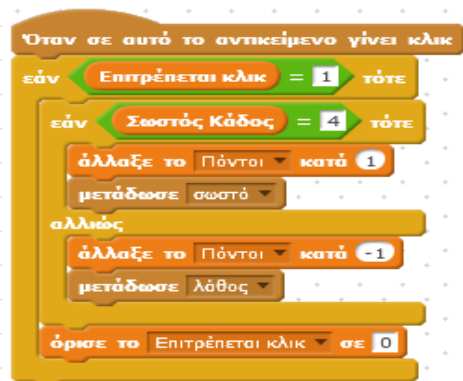 Όταν σε αυτό το αντικείμενο γίνει κλικ
εάν Επιτρέπεται κλικ = 1 τότε
εάν Σωστός Κάδος = 4 τότε
άλλαξε το Πόντοι κατά 1
μετάδωσε σωστό
αλλιώς
άλλαξε το Πόντοι κατά -1
μετάδωσε λάθος
όρισε το Επιτρέπεται κλικ σε 0